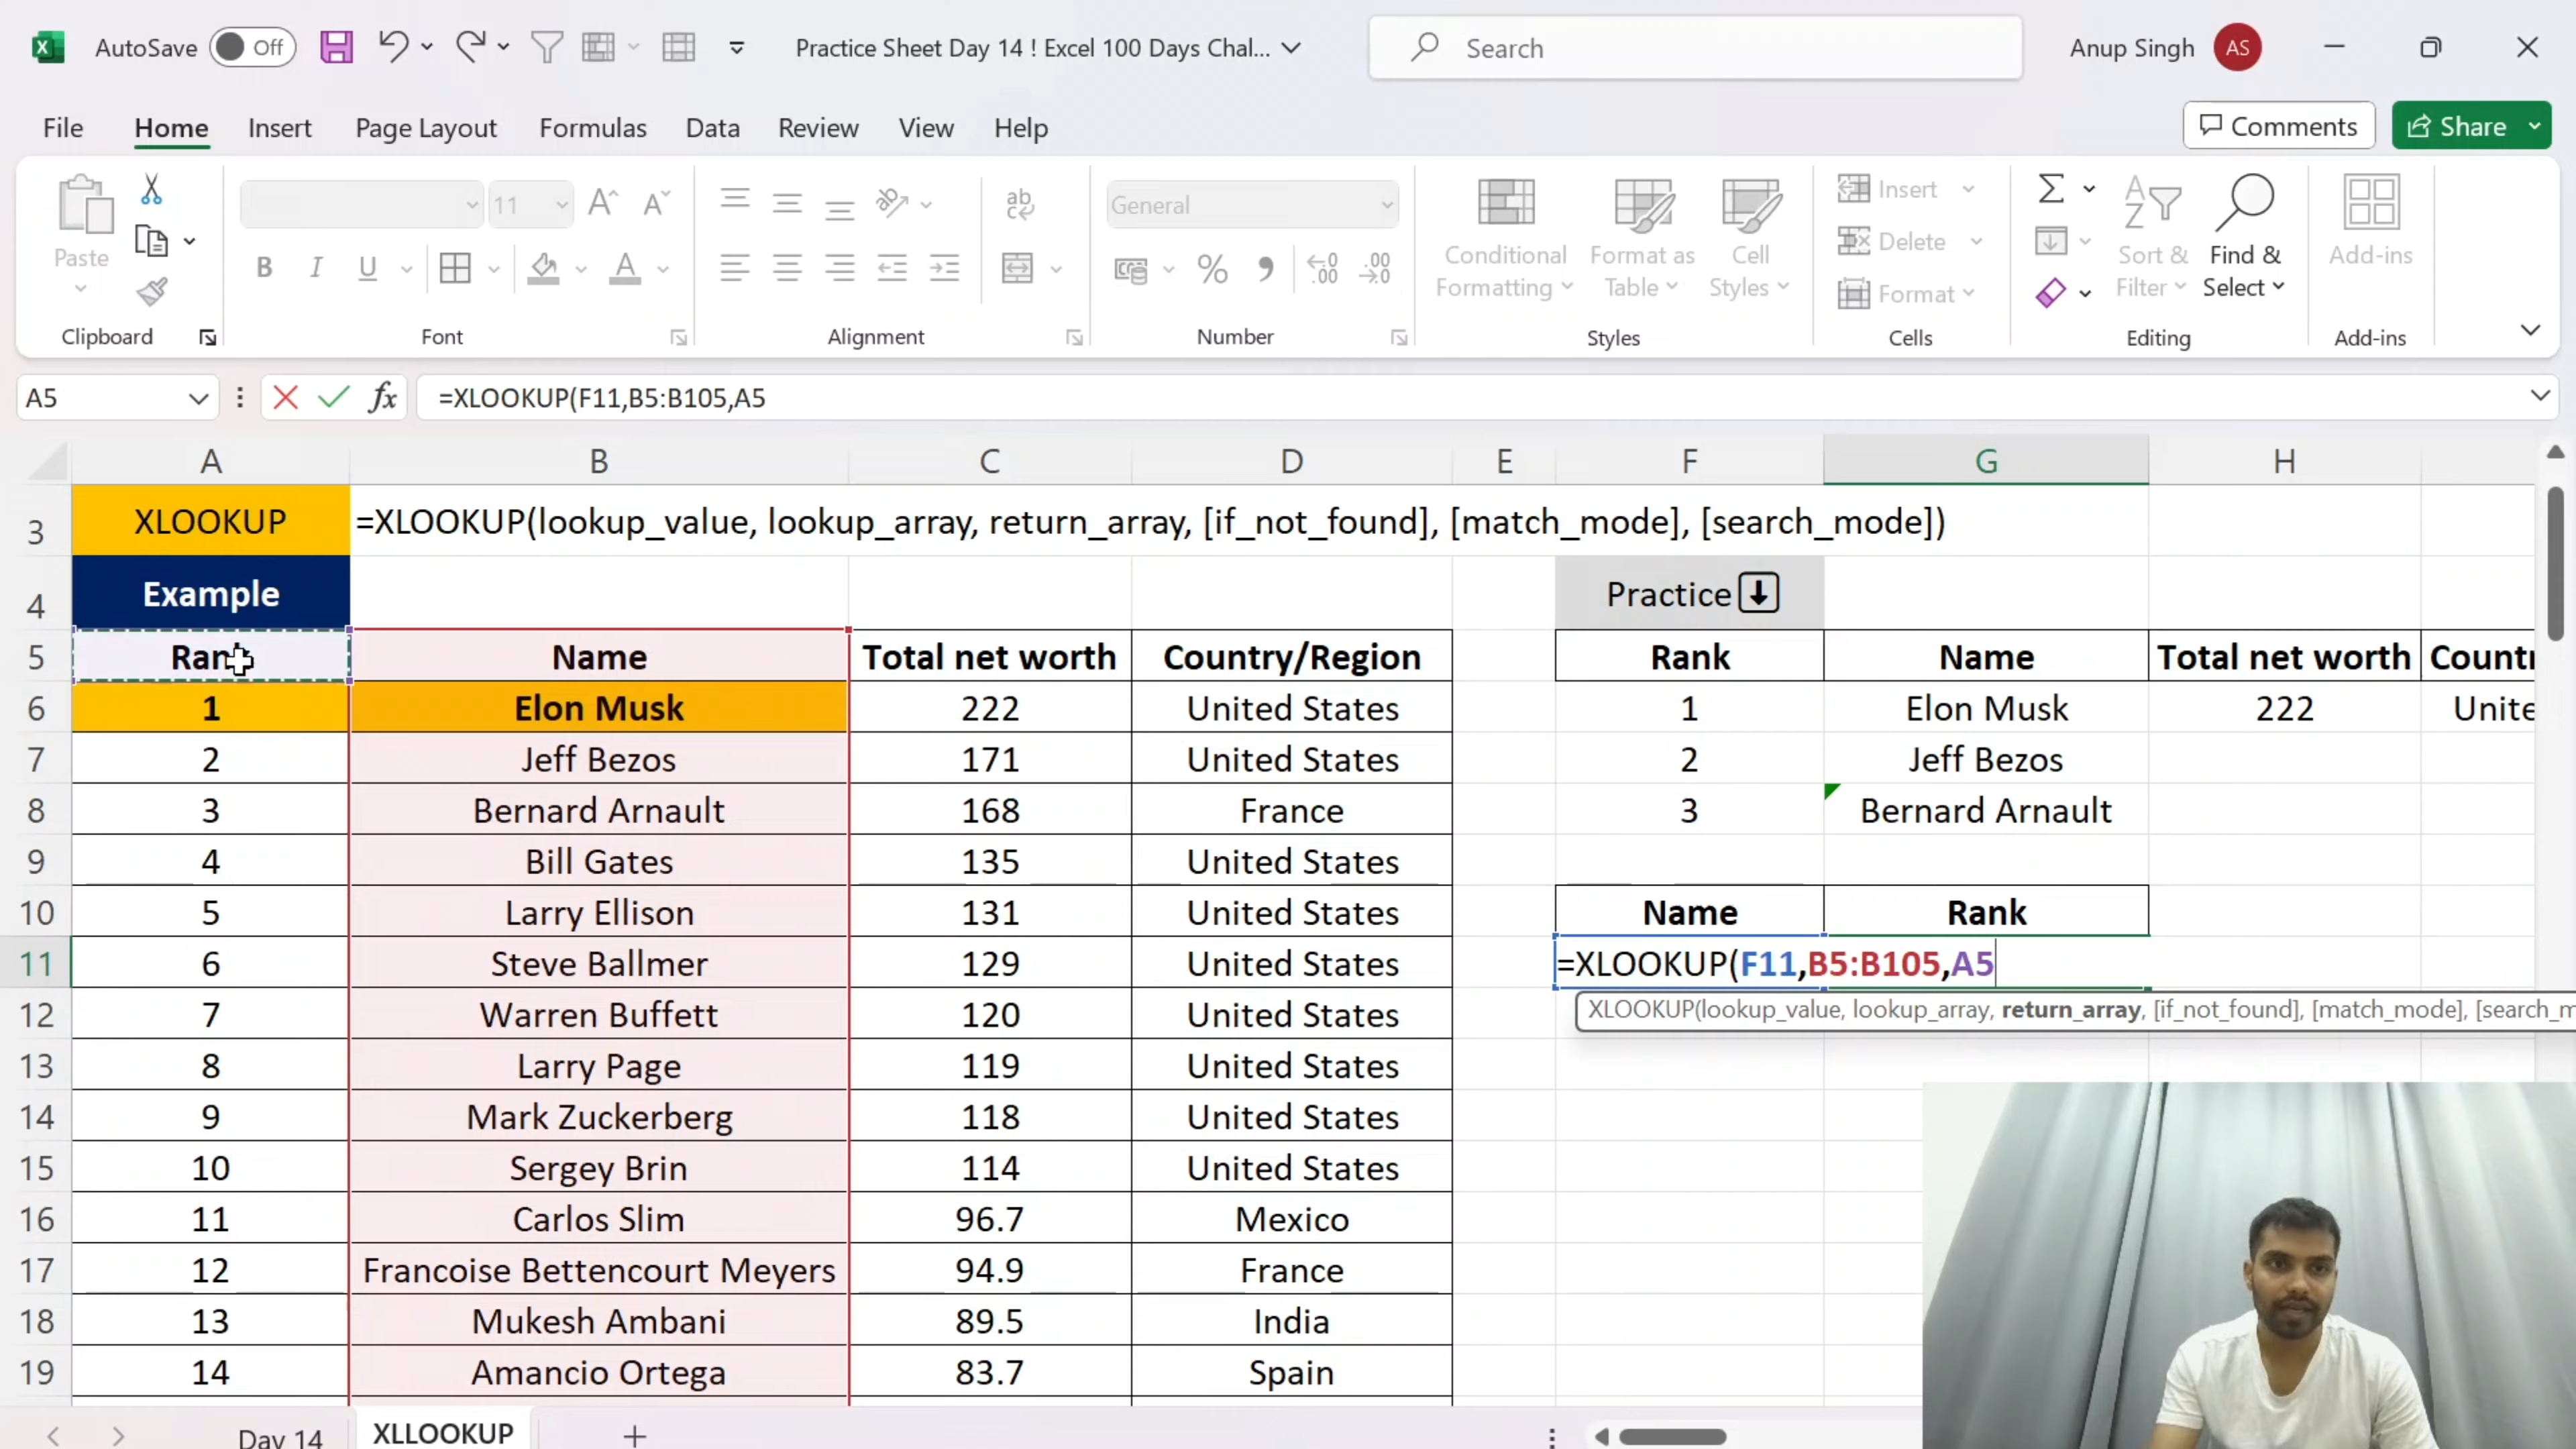 AutoSave Off Practice Sheet Day 14 ! Excel 100 Days Chal... Search Anup Singh AS
File Home Insert Page Layout Formulas Data Review View Help Comments Share
Paste 11 General Conditional Formatting Format as Table Cell Styles Insert Delete Format Sort & Filter Find & Select Add-ins
Clipboard Font Alignment Number Styles Cells Editing Add-ins
A5 fx =XLOOKUP(F11,B5:B105,A5
A B C D E F G H
3 XLOOKUP =XLOOKUP(lookup_value, lookup_array, return_array, [if_not_found], [match_mode], [search_mode])
4 Example Practice
5 Rank Name Total net worth Country/Region Rank Name Total net worth Countr
6 1 Elon Musk 222 United States 1 Elon Musk 222 Unite
7 2 Jeff Bezos 171 United States 2 Jeff Bezos
8 3 Bernard Arnault 168 France 3 Bernard Arnault
9 4 Bill Gates 135 United States
10 5 Larry Ellison 131 United States Name Rank
11 6 Steve Ballmer 129 United States =XLOOKUP(F11,B5:B105,A5
12 7 Warren Buffett 120 United States XLOOKUP(lookup_value, lookup_array, return_array, [if_not_found], [match_mode], [search_m
13 8 Larry Page 119 United States
14 9 Mark Zuckerberg 118 United States
15 10 Sergey Brin 114 United States
16 11 Carlos Slim 96.7 Mexico
17 12 Francoise Bettencourt Meyers 94.9 France
18 13 Mukesh Ambani 89.5 India
19 14 Amancio Ortega 83.7 Spain
Day 14 XLLOOKUP